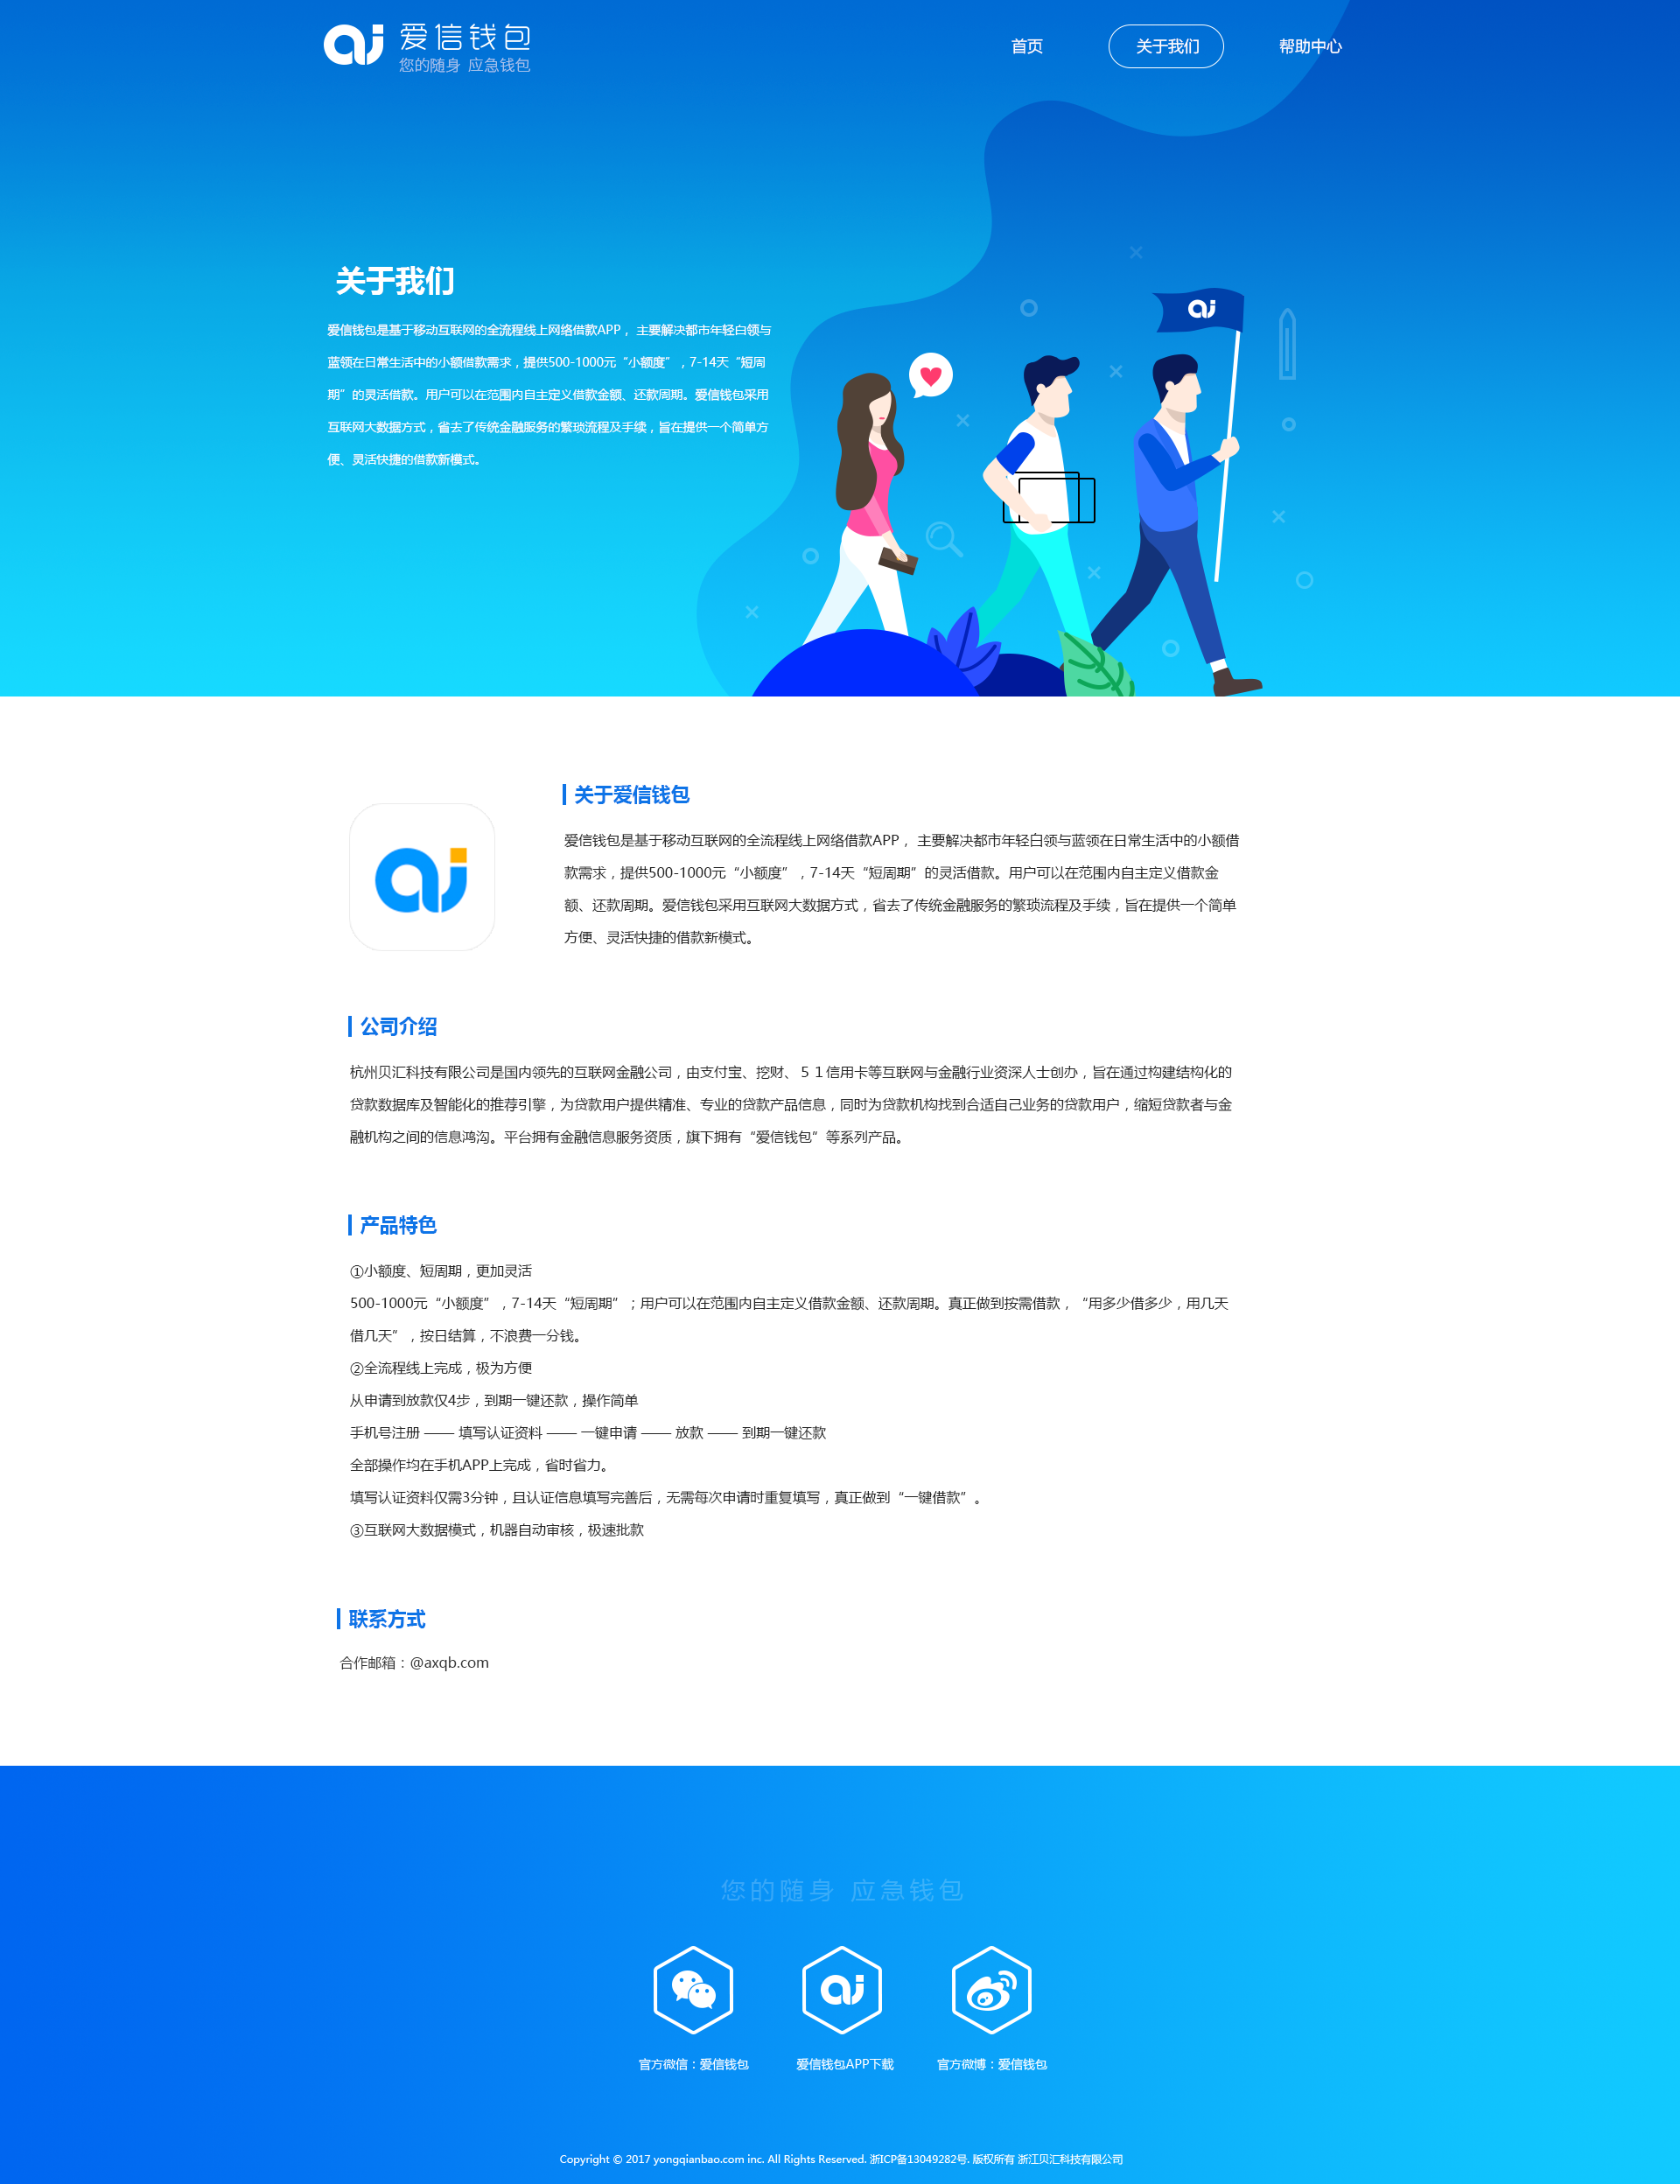 爱信钱包
您的随身 应急钱包
首页
关于我们
帮助中心
关于我们
爱信钱包是基于移动互联网的全流程线上网络借款APP， 主要解决都市年轻白领与
蓝领在日常生活中的小额借款需求，提供500-1000元“小额度”，7-14天“短周
期”的灵活借款。用户可以在范围内自主定义借款金额、还款周期。爱信钱包采用
互联网大数据方式，省去了传统金融服务的繁琐流程及手续，旨在提供一个简单方
便、灵活快捷的借款新模式。
关于爱信钱包
爱信钱包是基于移动互联网的全流程线上网络借款APP， 主要解决都市年轻白领与蓝领在日常生活中的小额借
款需求，提供500-1000元“小额度”，7-14天“短周期”的灵活借款。用户可以在范围内自主定义借款金
额、还款周期。爱信钱包采用互联网大数据方式，省去了传统金融服务的繁琐流程及手续，旨在提供一个简单
方便、灵活快捷的借款新模式。
公司介绍
杭州贝汇科技有限公司是国内领先的互联网金融公司，由支付宝、挖财、５１信用卡等互联网与金融行业资深人士创办，旨在通过构建结构化的
贷款数据库及智能化的推荐引擎，为贷款用户提供精准、专业的贷款产品信息，同时为贷款机构找到合适自己业务的贷款用户，缩短贷款者与金
融机构之间的信息鸿沟。平台拥有金融信息服务资质，旗下拥有“爱信钱包”等系列产品。
产品特色
①小额度、短周期，更加灵活
500-1000元“小额度”，7-14天“短周期”；用户可以在范围内自主定义借款金额、还款周期。真正做到按需借款，“用多少借多少，用几天
借几天”，按日结算，不浪费一分钱。
②全流程线上完成，极为方便
从申请到放款仅4步，到期一键还款，操作简单
手机号注册 —— 填写认证资料 —— 一键申请 —— 放款 —— 到期一键还款
全部操作均在手机APP上完成，省时省力。
填写认证资料仅需3分钟，且认证信息填写完善后，无需每次申请时重复填写，真正做到“一键借款”。
③互联网大数据模式，机器自动审核，极速批款
联系方式
合作邮箱：@axqb.com
您的随身 应急钱包
官方微信：爱信钱包
爱信钱包APP下载
官方微博：爱信钱包
Copyright © 2017 yongqianbao.com inc. All Rights Reserved. 浙ICP备13049282号. 版权所有 浙江贝汇科技有限公司